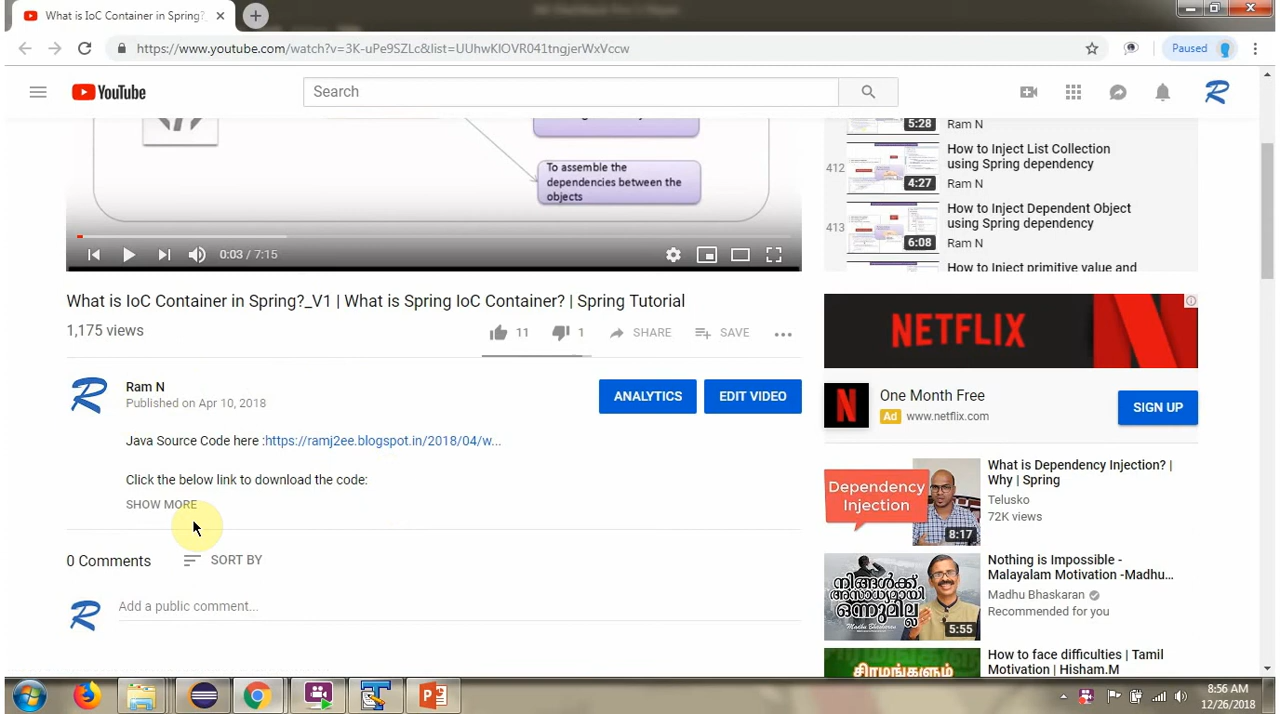 What is IoC Container in Spring?_
https://www.youtube.com/watch?v=3K-uPe9SZLc&list=UUhwKlOVR041tngjerWxVccw
Paused
YouTube
Search
To assemble the
dependencies between the
objects
0:03 / 7:15
What is IoC Container in Spring?_V1 | What is Spring IoC Container? | Spring Tutorial
1,175 views
11
1
SHARE
SAVE
Ram N
Published on Apr 10, 2018
ANALYTICS
EDIT VIDEO
Java Source Code here :https://ramj2ee.blogspot.in/2018/04/w...
Click the below link to download the code:
SHOW MORE
0 Comments
SORT BY
Add a public comment...
5:28
Ram N
412
4:27
How to Inject List Collection
using Spring dependency
Ram N
413
6:08
How to Inject Dependent Object
using Spring dependency
Ram N
How to Inject primitive value and
NETFLIX
One Month Free
Ad www.netflix.com
SIGN UP
Dependency
Injection
8:17
What is Dependency Injection? |
Why | Spring
Telusko
72K views
നിങ്ങൾക്ക്
അസാധ്യമായി
ഒന്നുമില്ല!
5:55
Nothing is Impossible -
Malayalam Motivation -Madhu...
Madhu Bhaskaran
Recommended for you
சிரமங்களும்
How to face difficulties | Tamil
Motivation | Hisham.M
8:56 AM
12/26/2018